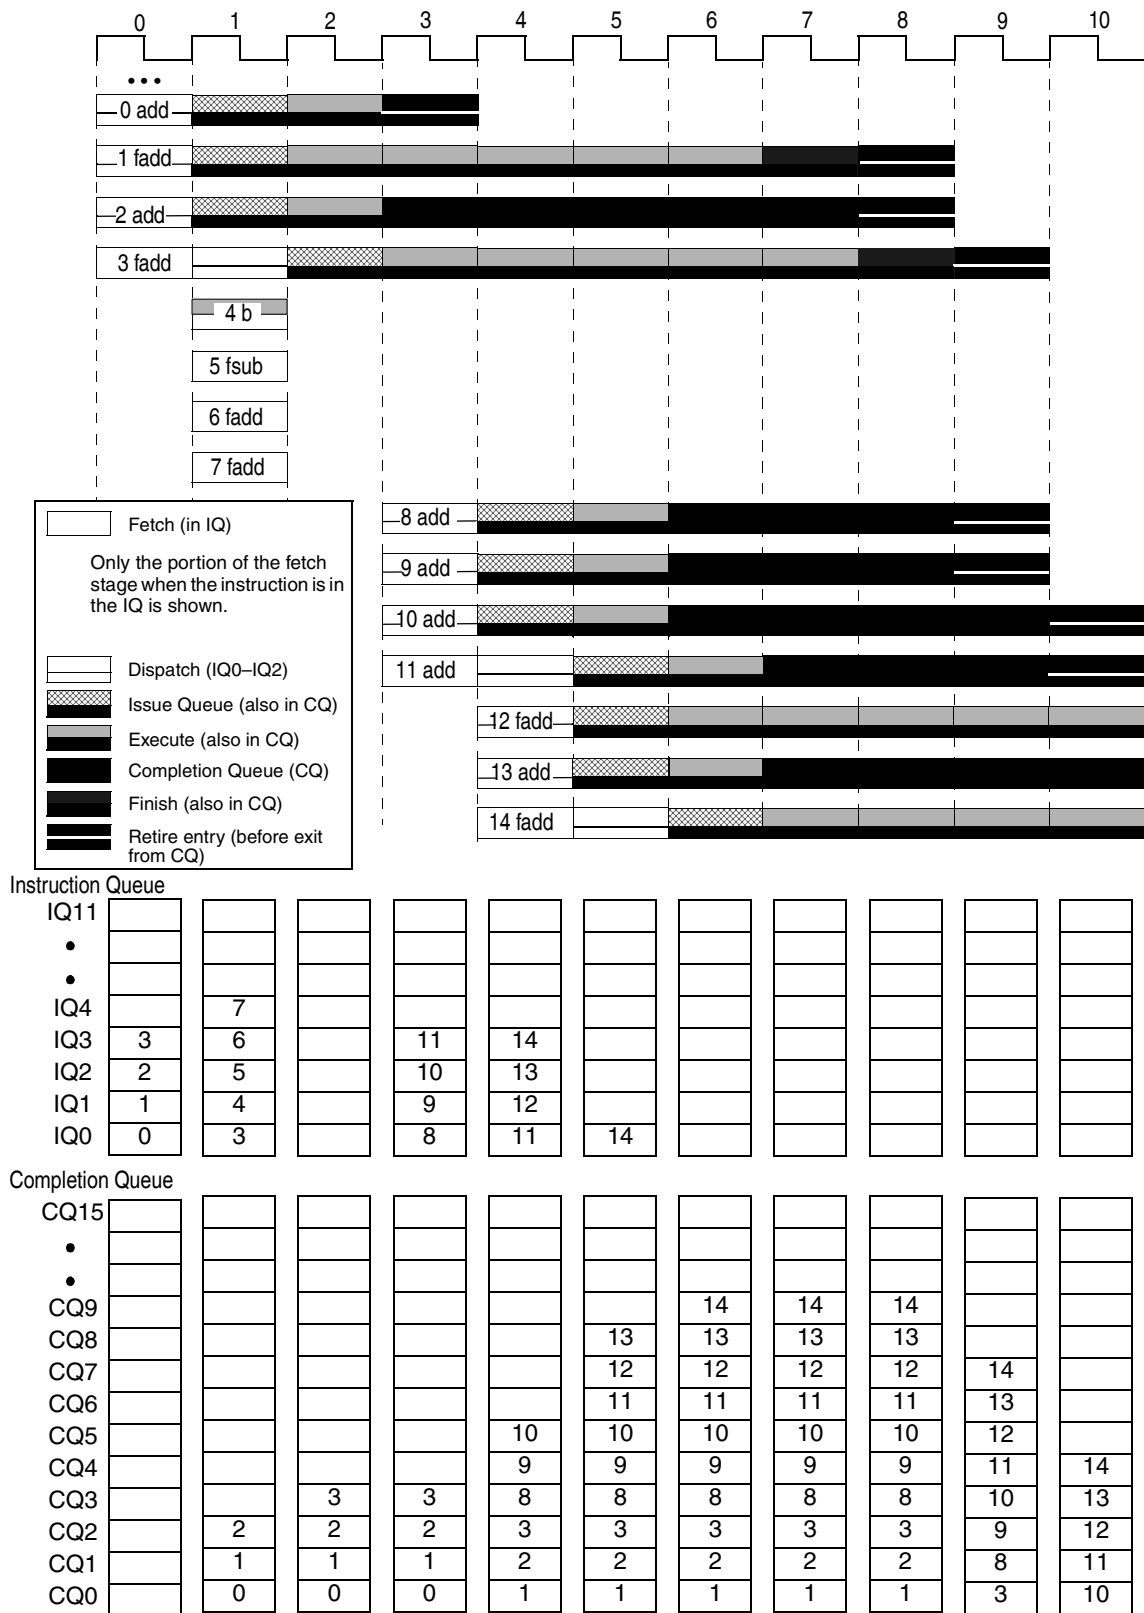 0 1 2 3 4 5 6 7 8 9 10
•••
0 add
1 fadd
2 add
3 fadd
4 b
5 fsub
6 fadd
7 fadd
8 add
9 add
10 add
11 add
12 fadd
13 add
14 fadd
Fetch (in IQ)
Only the portion of the fetch
stage when the instruction is in
the IQ is shown.
Dispatch (IQ0–IQ2)
Issue Queue (also in CQ)
Execute (also in CQ)
Completion Queue (CQ)
Finish (also in CQ)
Retire entry (before exit
from CQ)
Instruction Queue
IQ11
•
•
IQ4 7
IQ3 3 6 11 14
IQ2 2 5 10 13
IQ1 1 4 9 12
IQ0 0 3 8 11 14
Completion Queue
CQ15
•
•
CQ9 14 14 14
CQ8 13 13 13 13
CQ7 12 12 12 12 14
CQ6 11 11 11 11 13
CQ5 10 10 10 10 10 12
CQ4 9 9 9 9 9 11 14
CQ3 3 3 8 8 8 8 8 10 13
CQ2 2 2 2 3 3 3 3 3 9 12
CQ1 1 1 1 2 2 2 2 2 8 11
CQ0 0 0 0 1 1 1 1 1 3 10